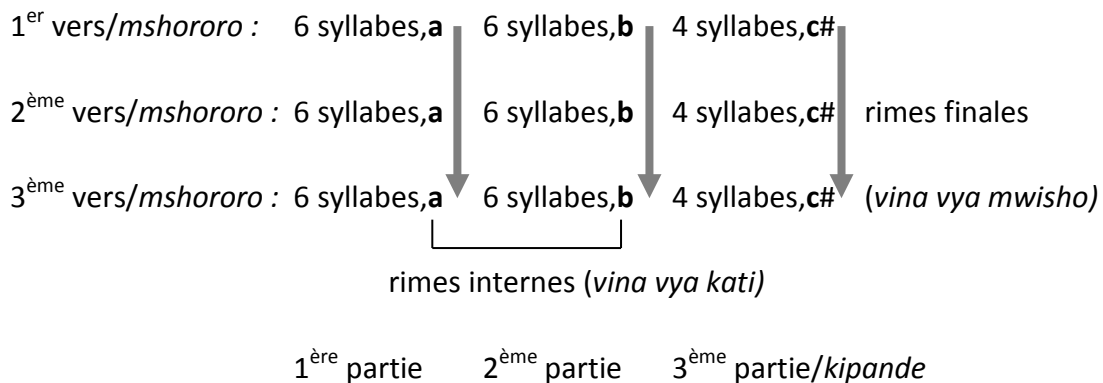 1er vers/mshororo : 6 syllabes,a 6 syllabes,b 4 syllabes,c#
2ème vers/mshororo : 6 syllabes,a 6 syllabes,b 4 syllabes,c# rimes finales
3ème vers/mshororo : 6 syllabes,a 6 syllabes,b 4 syllabes,c# (vina vya mwisho)
rimes internes (vina vya kati)
1ère partie 2ème partie 3ème partie/kipande